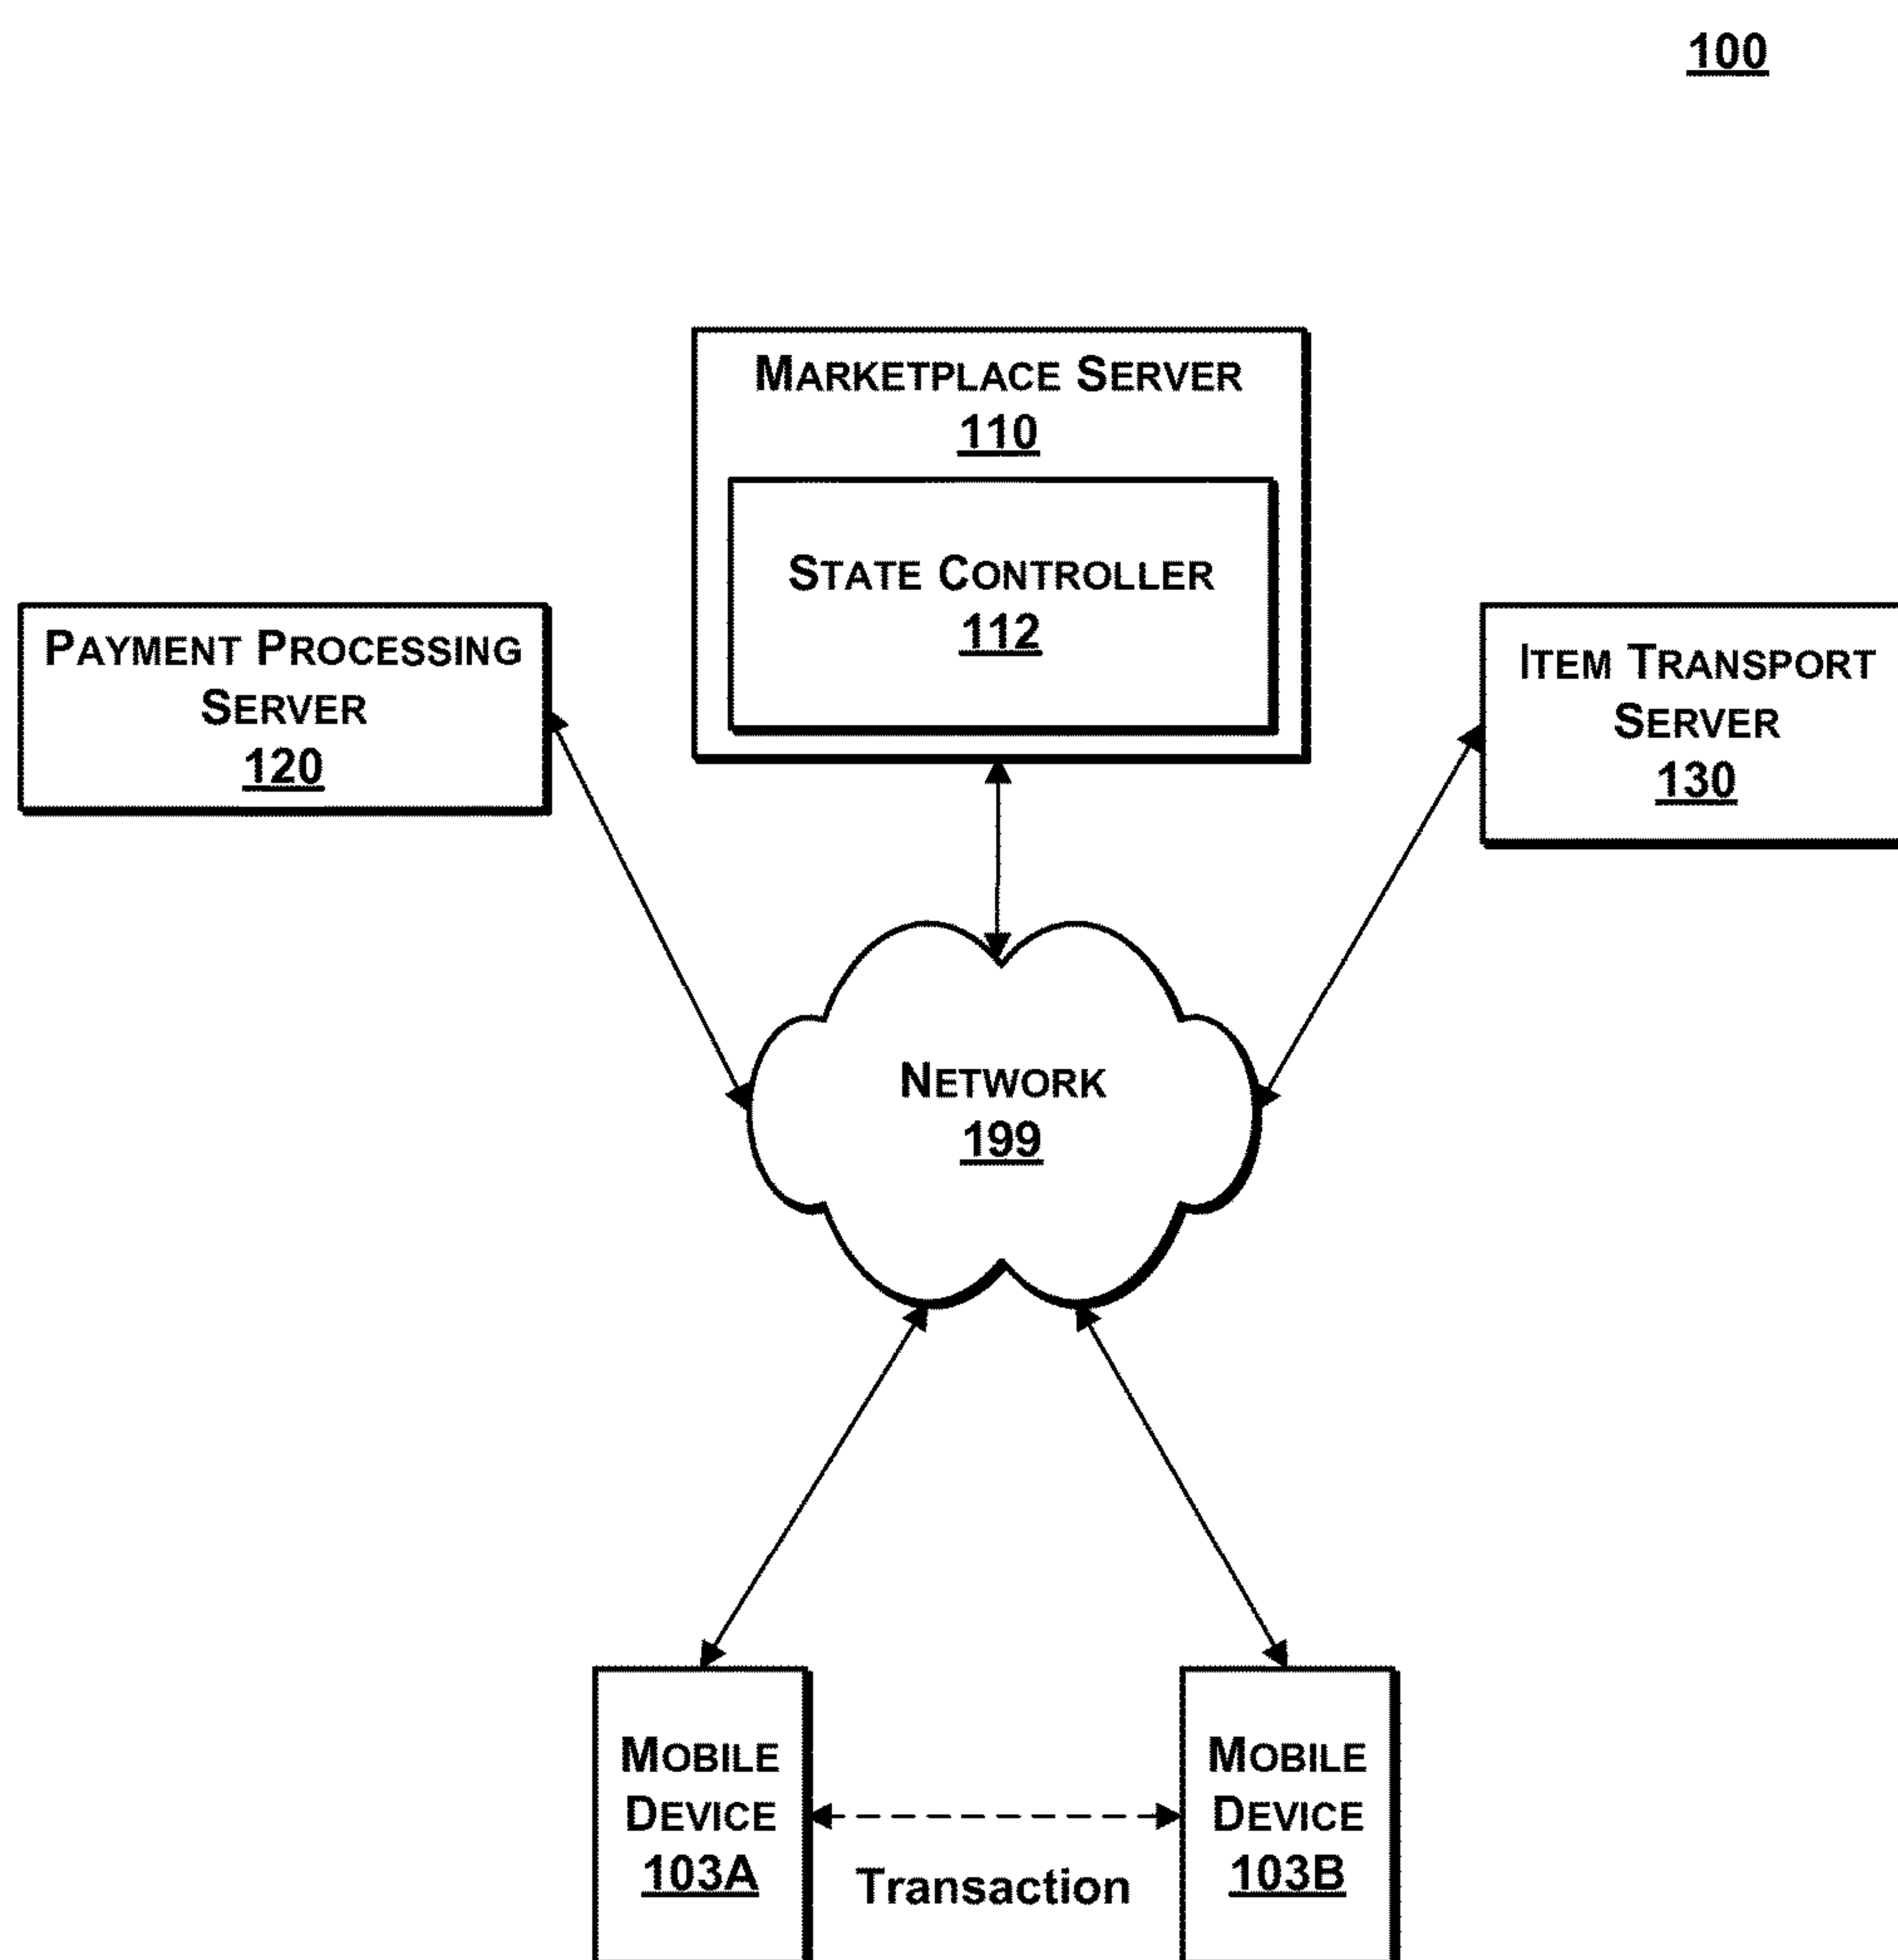 100
MARKETPLACE SERVER
110
STATE CONTROLLER
112
PAYMENT PROCESSING
SERVER
120
ITEM TRANSPORT
SERVER
130
NETWORK
199
MOBILE
DEVICE
103A
Transaction
MOBILE
DEVICE
103B